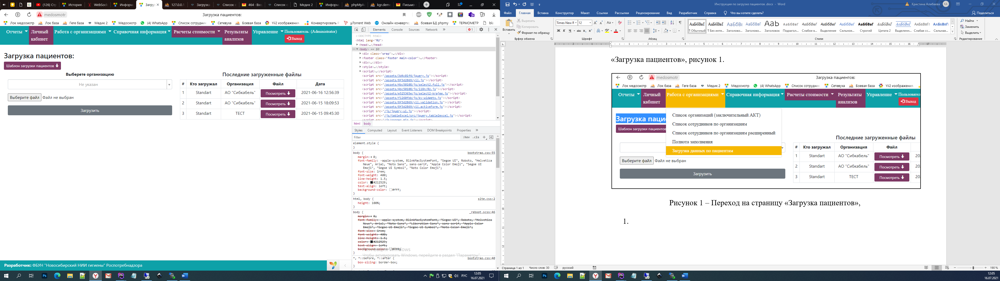 (126) Стр
История
WebSock
Информ
Загруз
127.0.0.1
Загрузка
Список с
464 · Вхо
Список с
Медик 2
Информ
phpMyAd
kgr.demo
Письмо
medosmotr
Загрузка пациентов:
Лок медосмотр
Лок база
Геге база
Медик 2
Медосмотр
(4) WhatsApp
Список сотрудник
Сетевуха
Боевая база
Yii2 изображения.
Конвертировать Р
µTorrent Web
Онлайн конверте
боевая БД phpmy
ТЕРМОМЕТР
bla
Отчеты
Личный кабинет
Работа с организациями
Справочная информация
Расчеты стоимости
Результаты анализов
Управление
Пользователь: (Administrator)
Выход
Загрузка пациентов:
Шаблон загрузки пациентов
Выберете организацию
Не указан
Выберите файл Файл не выбран
Загрузить
Последние загруженные файлы
# Кто загружал Организация Файл Дата
1 Standart АО "Сибкабель" Посмотреть 2021-06-16 12:56:39
2 Standart АО "Сибкабель" Посмотреть 2021-06-15 18:09:53
3 Standart ТЕСТ Посмотреть 2021-06-15 09:45:30
Разработчик: ФБУН "Новосибирский НИИ гигиены" Роспотребнадзора
Elements Console Sources Network » 1
<!DOCTYPE html>
<html lang="RU">
<head>…</head>
<body> == $0
<div class="wrap">…</div>
<footer class="footer main-color">…</footer>
<div>…</div>
<style>…</style>
<script>…</script>
<script src="/assets/3d4c01f4/jquery.js"></script>
<script src="/assets/8f3d2869/yii.js"></script>
<script src="/assets/4bc50108/js/select2.full.js"></script>
<script src="/assets/4bc50108/js/i18n/RU.js"></script>
<script src="/assets/e525365e/js/select2-krajee.js"></script>
<script src="/assets/f1260fbb/js/kv-widgets.js"></script>
<script src="/assets/8f3d2869/yii.validation.js"></script>
<script src="/assets/8f3d2869/yii.activeForm.js"></script>
<script src="/js/jquery-ui.js"></script>
<script src="/js/tableExcel/src/jquery.table2excel.js"></script>
<script src="/js/popper.min.js"></script>
html body
Styles Computed Layout Event Listeners DOM Breakpoints Properties »
Filter :hov .cls +
element.style {
}
body { bootstrap.css:55
margin: 0;
font-family: -apple-system, BlinkMacSystemFont, "Segoe UI", Roboto, "Helvetica
Neue", Arial, "Noto Sans", sans-serif, "Apple Color Emoji", "Segoe UI
Emoji", "Segoe UI Symbol", "Noto Color Emoji";
font-size: 1rem;
font-weight: 400;
line-height: 1.5;
color: #212529;
text-align: left;
background-color: #fff;
}
html, body { site.css:2
height: 100%;
}
body { _reboot.scss:46
margin: 0;
font-family: -apple-system, BlinkMacSystemFont, "Segoe UI", Roboto, "Helvetica
Neue", Arial, "Noto Sans", "Liberation Sans", sans-serif, "Apple Color
Emoji", "Segoe UI Emoji", "Segoe UI Symbol", "Noto Color Emoji";
font-size: 1rem;
font-weight: 400;
line-height: 1.5;
color: #212529;
text-align: left;
background-color: #fff;
}
*, *::before, *::after { bootstrap.css:40
box-sizing: border-box;
}
Активация Windows
Чтобы активировать Windows, перейдите в раздел "Параметры".
РУС
12:05
16.07.2021
Инструкция по загрузке пациентов .docx - Word
Кристина Алибаева
КА
Файл Главная Вставка Конструктор Макет Ссылки Рассылки Рецензирование Вид Разработчик Справка Что вы хотите сделать? Поделиться
Вставить
Вырезать
Копировать
Формат по образцу
Буфер обмена
Times New R 12
Ж К Ч abc
Шрифт
Абзац
¶ Обычный ¶ Без инте... Заголово... Заголово... Заголовок Подзагол... Слабое в... Выделение Сильное... Строгий Цитата 2 Выделенн... Слабая сс... Сильная...
Стили
Найти
Заменить
Выделить
Редактирование
«Загрузка пациентов», рисунок 1.
medosmotr
Загрузка пациентов:
Лок медосмотр
Лок база
Геге база
Медик 2
Медосмотр
(4) WhatsApp
Список сотрудник
Сетевуха
Боевая база
Yii2 изображения.
Отчеты
Личный кабинет
Работа с организациями
Справочная информация
Расчеты стоимости
Результаты анализов
Управление
Пользовател
Выход
Загрузка пацие
Шаблон загрузки пациентов
Список организаций (заключительный АКТ)
Список сотрудников по организациям
Список сотрудников по организациям расширенный
Полнота заполнения
Загрузка данных по пациентам
Выберите файл Файл не выбран
Загрузить
Последние загруженные файлы
# Кто загружал Организация Файл
1 Standart АО "Сибкабель" Посмотреть 20
2 Standart АО "Сибкабель" Посмотреть 20
3 Standart ТЕСТ Посмотреть 20
Рисунок 1 – Переход на страницу «Загрузка пациентов»,
1.
Страница 1 из 1 Число слов: 30 русский
190 %
12:05
16.07.2021